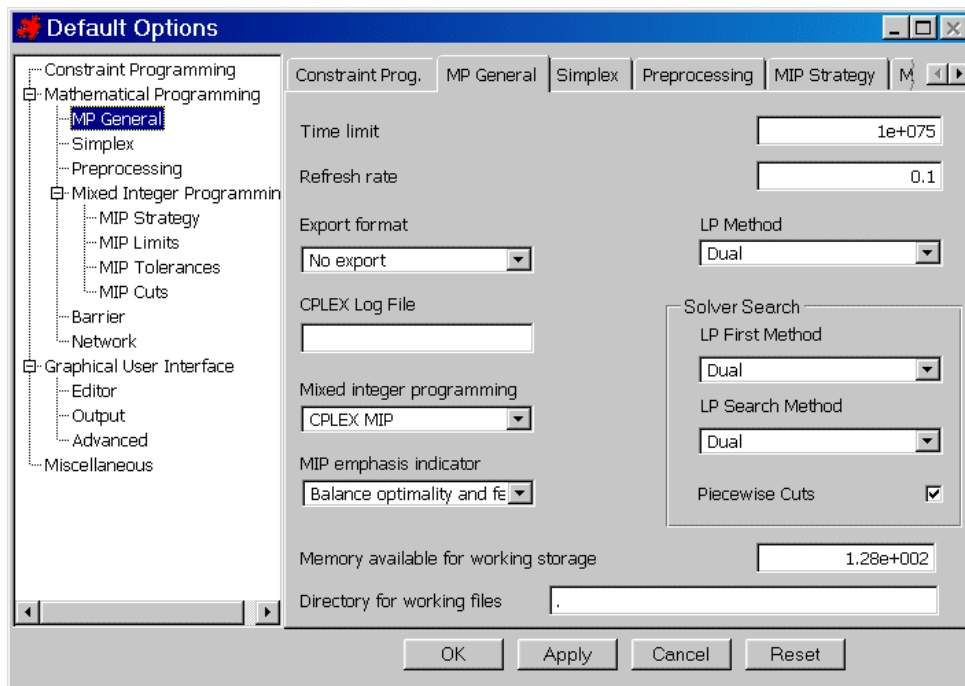 Default Options
Constraint Programming
Mathematical Programming
MP General
Simplex
Preprocessing
Mixed Integer Programmin
MIP Strategy
MIP Limits
MIP Tolerances
MIP Cuts
Barrier
Network
Graphical User Interface
Editor
Output
Advanced
Miscellaneous
Constraint Prog. MP General Simplex Preprocessing MIP Strategy M
Time limit 1e+075
Refresh rate 0.1
Export format
No export
LP Method
Dual
CPLEX Log File
Mixed integer programming
CPLEX MIP
MIP emphasis indicator
Balance optimality and fe
Solver Search
LP First Method
Dual
LP Search Method
Dual
Piecewise Cuts
Memory available for working storage 1.28e+002
Directory for working files .
OK Apply Cancel Reset